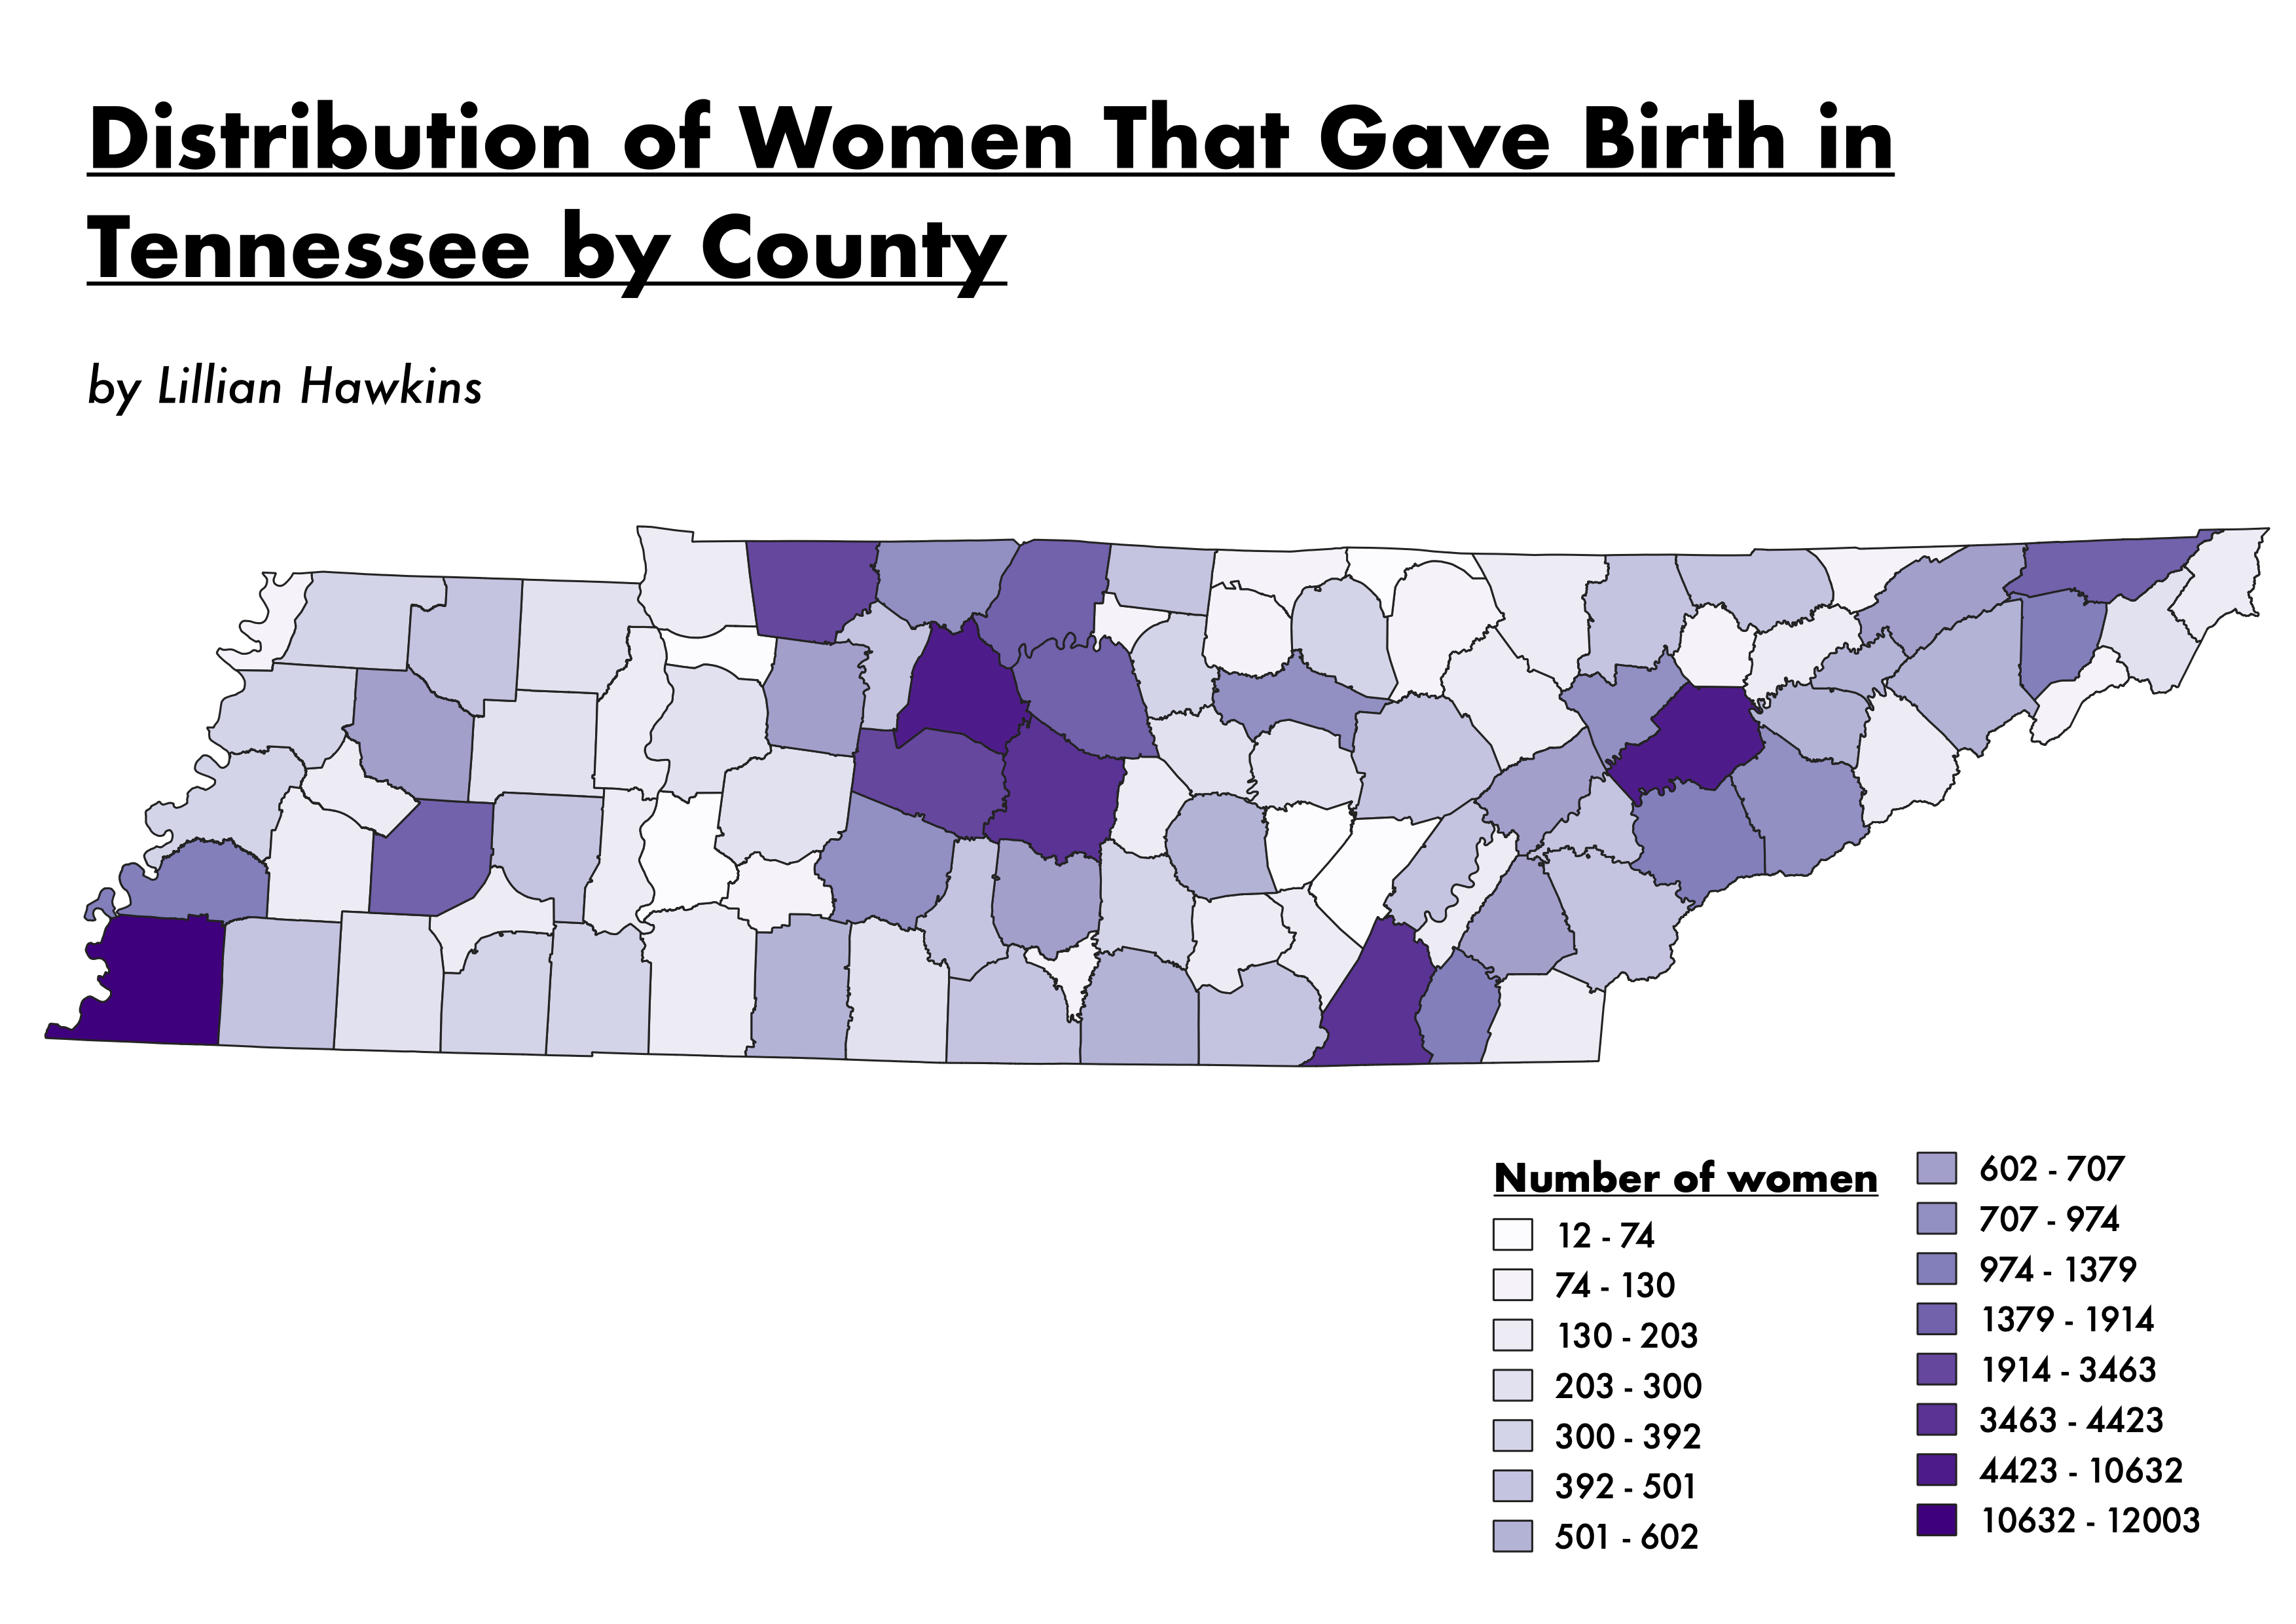 Distribution of Women That Gave Birth in
Tennessee by County
by Lillian Hawkins
Number of women
12 - 74
74 - 130
130 - 203
203 - 300
300 - 392
392 - 501
501 - 602
602 - 707
707 - 974
974 - 1379
1379 - 1914
1914 - 3463
3463 - 4423
4423 - 10632
10632 - 12003